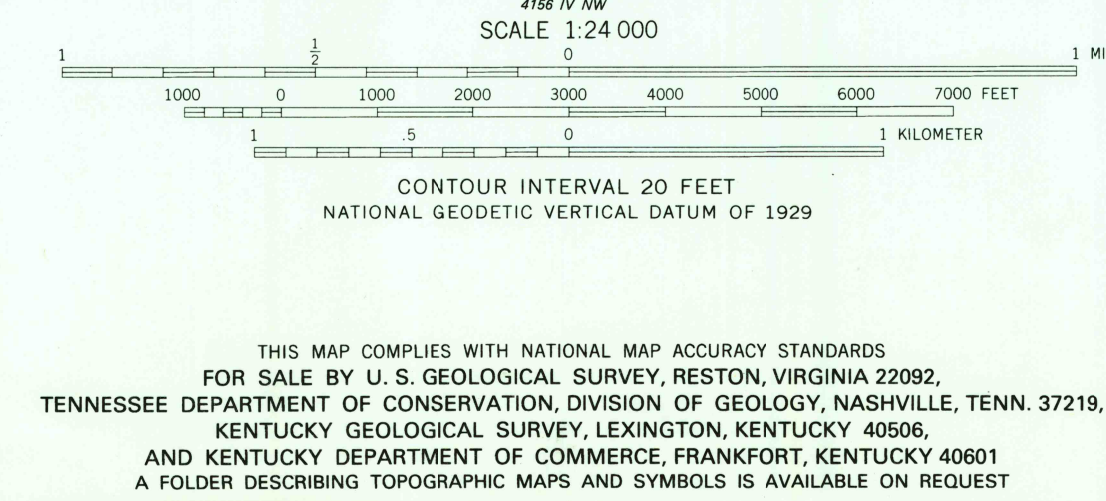 4156 IV NW
SCALE 1:24 000
1 1/2 0 1 MI
1000 0 1000 2000 3000 4000 5000 6000 7000 FEET
1 .5 0 1 KILOMETER
CONTOUR INTERVAL 20 FEET
NATIONAL GEODETIC VERTICAL DATUM OF 1929
THIS MAP COMPLIES WITH NATIONAL MAP ACCURACY STANDARDS
FOR SALE BY U. S. GEOLOGICAL SURVEY, RESTON, VIRGINIA 22092,
TENNESSEE DEPARTMENT OF CONSERVATION, DIVISION OF GEOLOGY, NASHVILLE, TENN. 37219,
KENTUCKY GEOLOGICAL SURVEY, LEXINGTON, KENTUCKY 40506,
AND KENTUCKY DEPARTMENT OF COMMERCE, FRANKFORT, KENTUCKY 40601
A FOLDER DESCRIBING TOPOGRAPHIC MAPS AND SYMBOLS IS AVAILABLE ON REQUEST